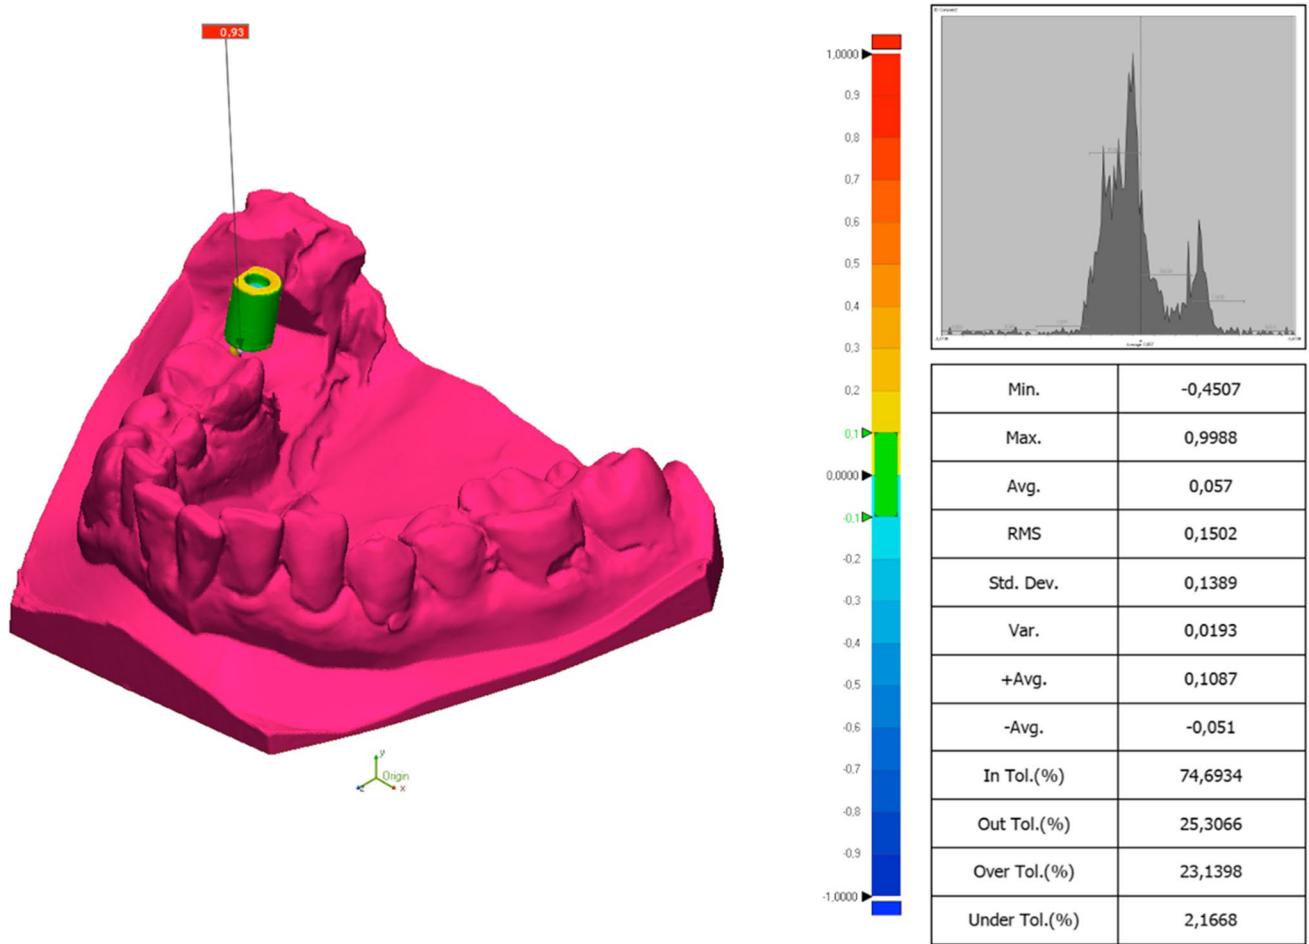 0,93
1,0000
0,9
0,8
0,7
0,6
0,5
0,4
0,3
0,2
0,1
0,0000
-0,1
-0,2
-0,3
-0,4
-0,5
-0,6
-0,7
-0,8
-0,9
-1,0000
y
Origin
z
x
Min. -0,4507
Max. 0,9988
Avg. 0,057
RMS 0,1502
Std. Dev. 0,1389
Var. 0,0193
+Avg. 0,1087
-Avg. -0,051
In Tol.(%) 74,6934
Out Tol.(%) 25,3066
Over Tol.(%) 23,1398
Under Tol.(%) 2,1668